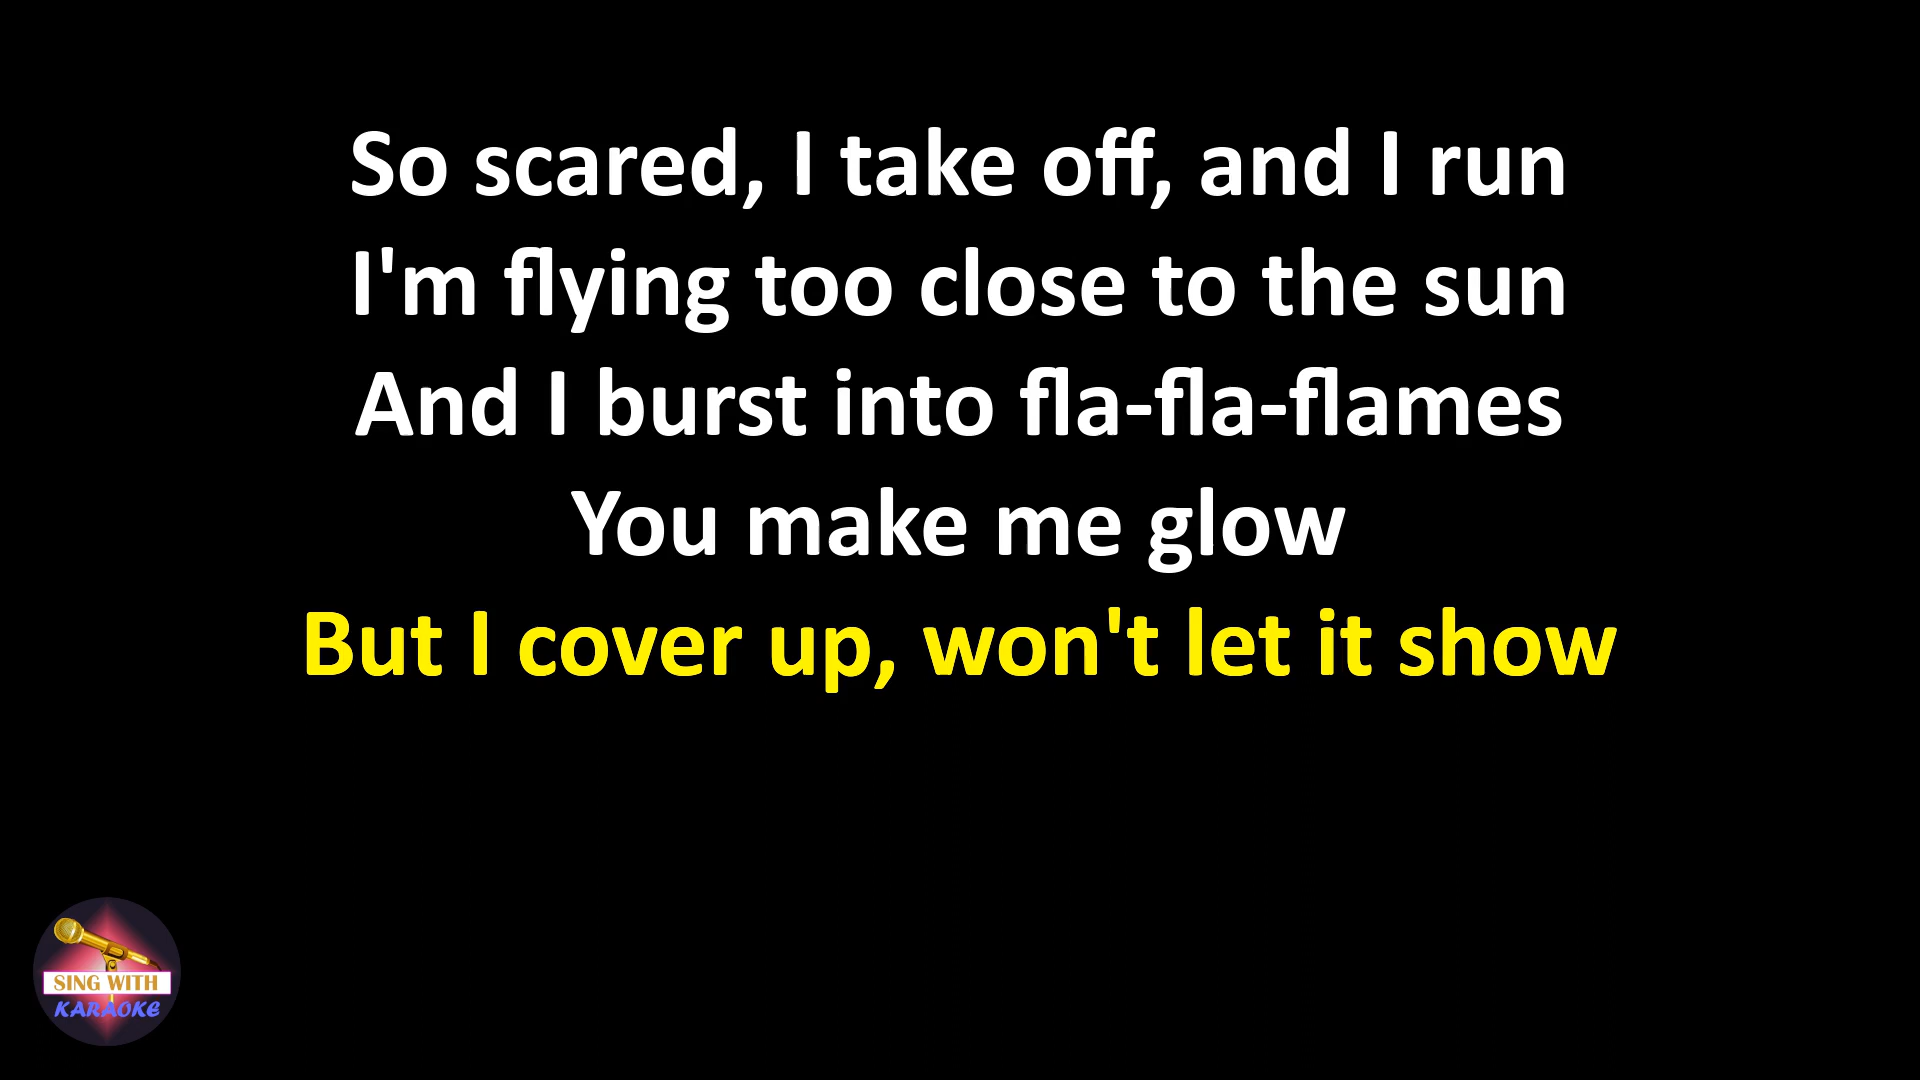 So scared, I take off, and I run
I'm flying too close to the sun
And I burst into fla-fla-flames
You make me glow
But I cover up, won't let it show
SING WITH
KARAOKE